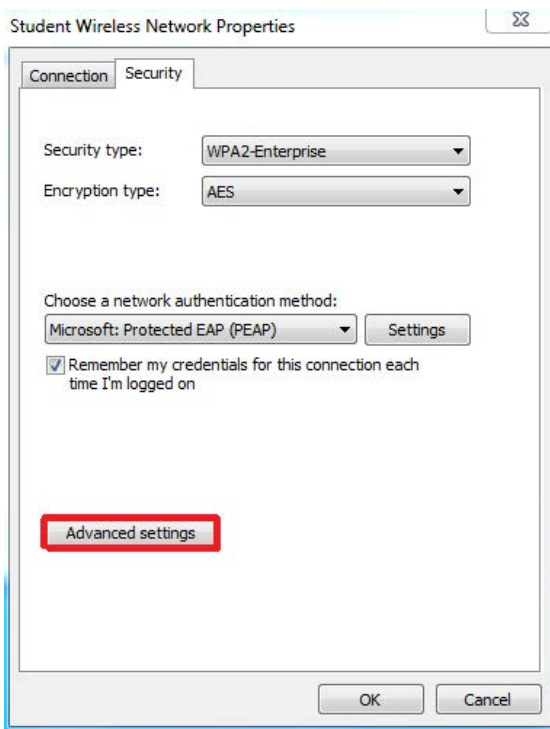 Student Wireless Network Properties
Connection Security
Security type: WPA2-Enterprise
Encryption type: AES
Choose a network authentication method:
Microsoft: Protected EAP (PEAP) Settings
Remember my credentials for this connection each
time I'm logged on
Advanced settings
OK Cancel